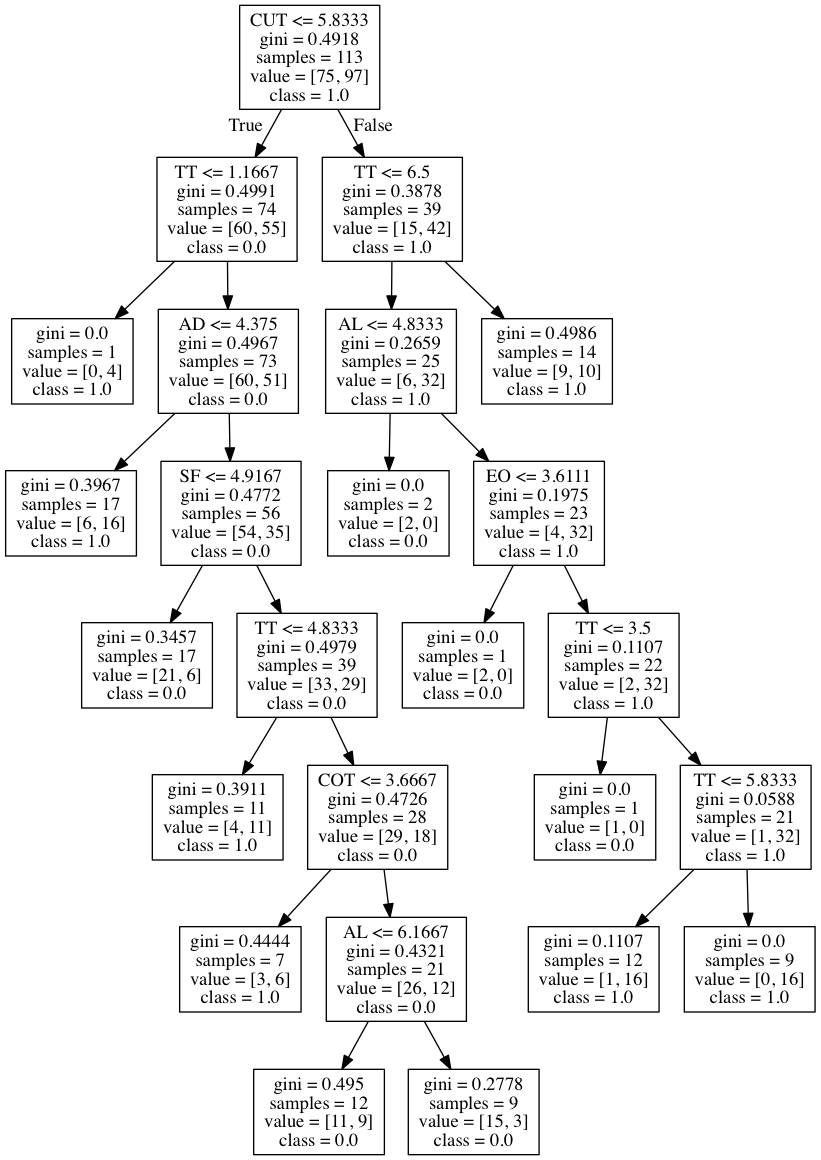 CUT <= 5.8333
gini = 0.4918
samples = 113
value = [75, 97]
class = 1.0
True
False
TT <= 1.1667
gini = 0.4991
samples = 74
value = [60, 55]
class = 0.0
TT <= 6.5
gini = 0.3878
samples = 39
value = [15, 42]
class = 1.0
gini = 0.0
samples = 1
value = [0, 4]
class = 1.0
AD <= 4.375
gini = 0.4967
samples = 73
value = [60, 51]
class = 0.0
AL <= 4.8333
gini = 0.2659
samples = 25
value = [6, 32]
class = 1.0
gini = 0.4986
samples = 14
value = [9, 10]
class = 1.0
gini = 0.3967
samples = 17
value = [6, 16]
class = 1.0
SF <= 4.9167
gini = 0.4772
samples = 56
value = [54, 35]
class = 0.0
gini = 0.0
samples = 2
value = [2, 0]
class = 0.0
EO <= 3.6111
gini = 0.1975
samples = 23
value = [4, 32]
class = 1.0
gini = 0.3457
samples = 17
value = [21, 6]
class = 0.0
TT <= 4.8333
gini = 0.4979
samples = 39
value = [33, 29]
class = 0.0
gini = 0.0
samples = 1
value = [2, 0]
class = 0.0
TT <= 3.5
gini = 0.1107
samples = 22
value = [2, 32]
class = 1.0
gini = 0.3911
samples = 11
value = [4, 11]
class = 1.0
COT <= 3.6667
gini = 0.4726
samples = 28
value = [29, 18]
class = 0.0
gini = 0.0
samples = 1
value = [1, 0]
class = 0.0
TT <= 5.8333
gini = 0.0588
samples = 21
value = [1, 32]
class = 1.0
gini = 0.4444
samples = 7
value = [3, 6]
class = 1.0
AL <= 6.1667
gini = 0.4321
samples = 21
value = [26, 12]
class = 0.0
gini = 0.1107
samples = 12
value = [1, 16]
class = 1.0
gini = 0.0
samples = 9
value = [0, 16]
class = 1.0
gini = 0.495
samples = 12
value = [11, 9]
class = 0.0
gini = 0.2778
samples = 9
value = [15, 3]
class = 0.0